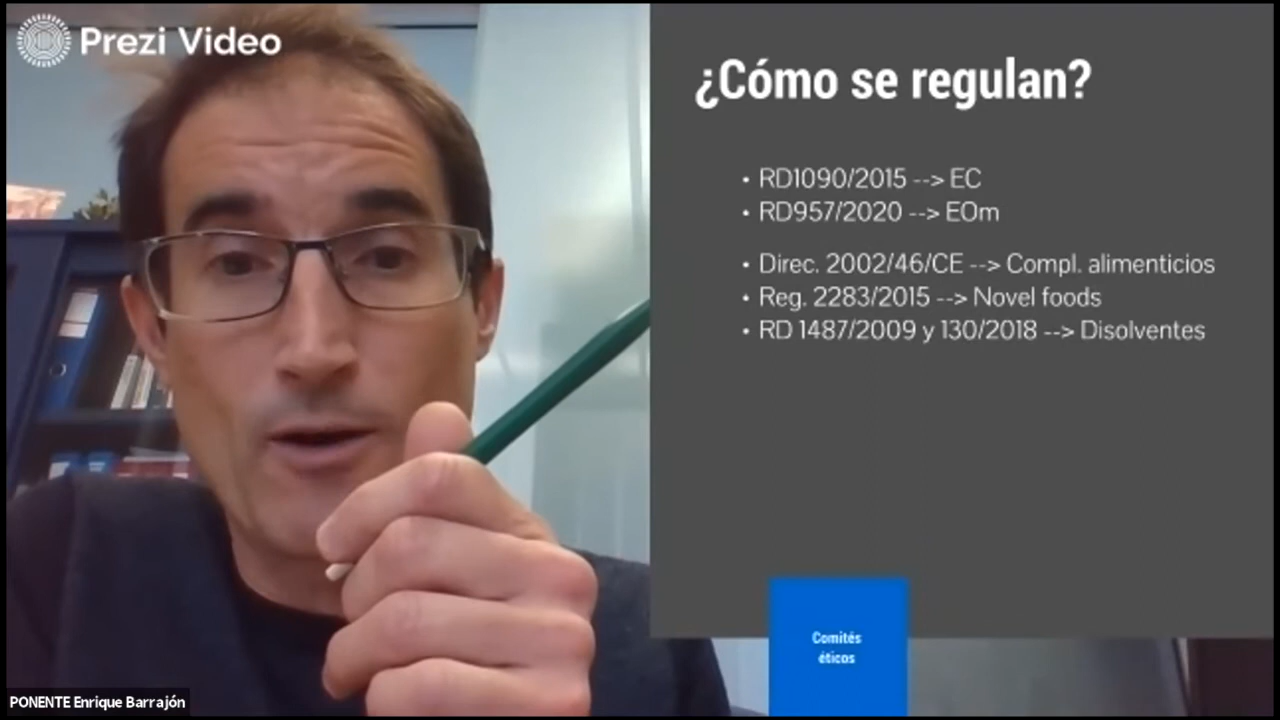 Prezi Video
¿Cómo se regulan?
• RD1090/2015 --> EC
• RD957/2020 --> EOm
• Direc. 2002/46/CE --> Compl. alimenticios
• Reg. 2283/2015 --> Novel foods
• RD 1487/2009 y 130/2018 --> Disolventes
Comités
éticos
PONENTE Enrique Barrajón